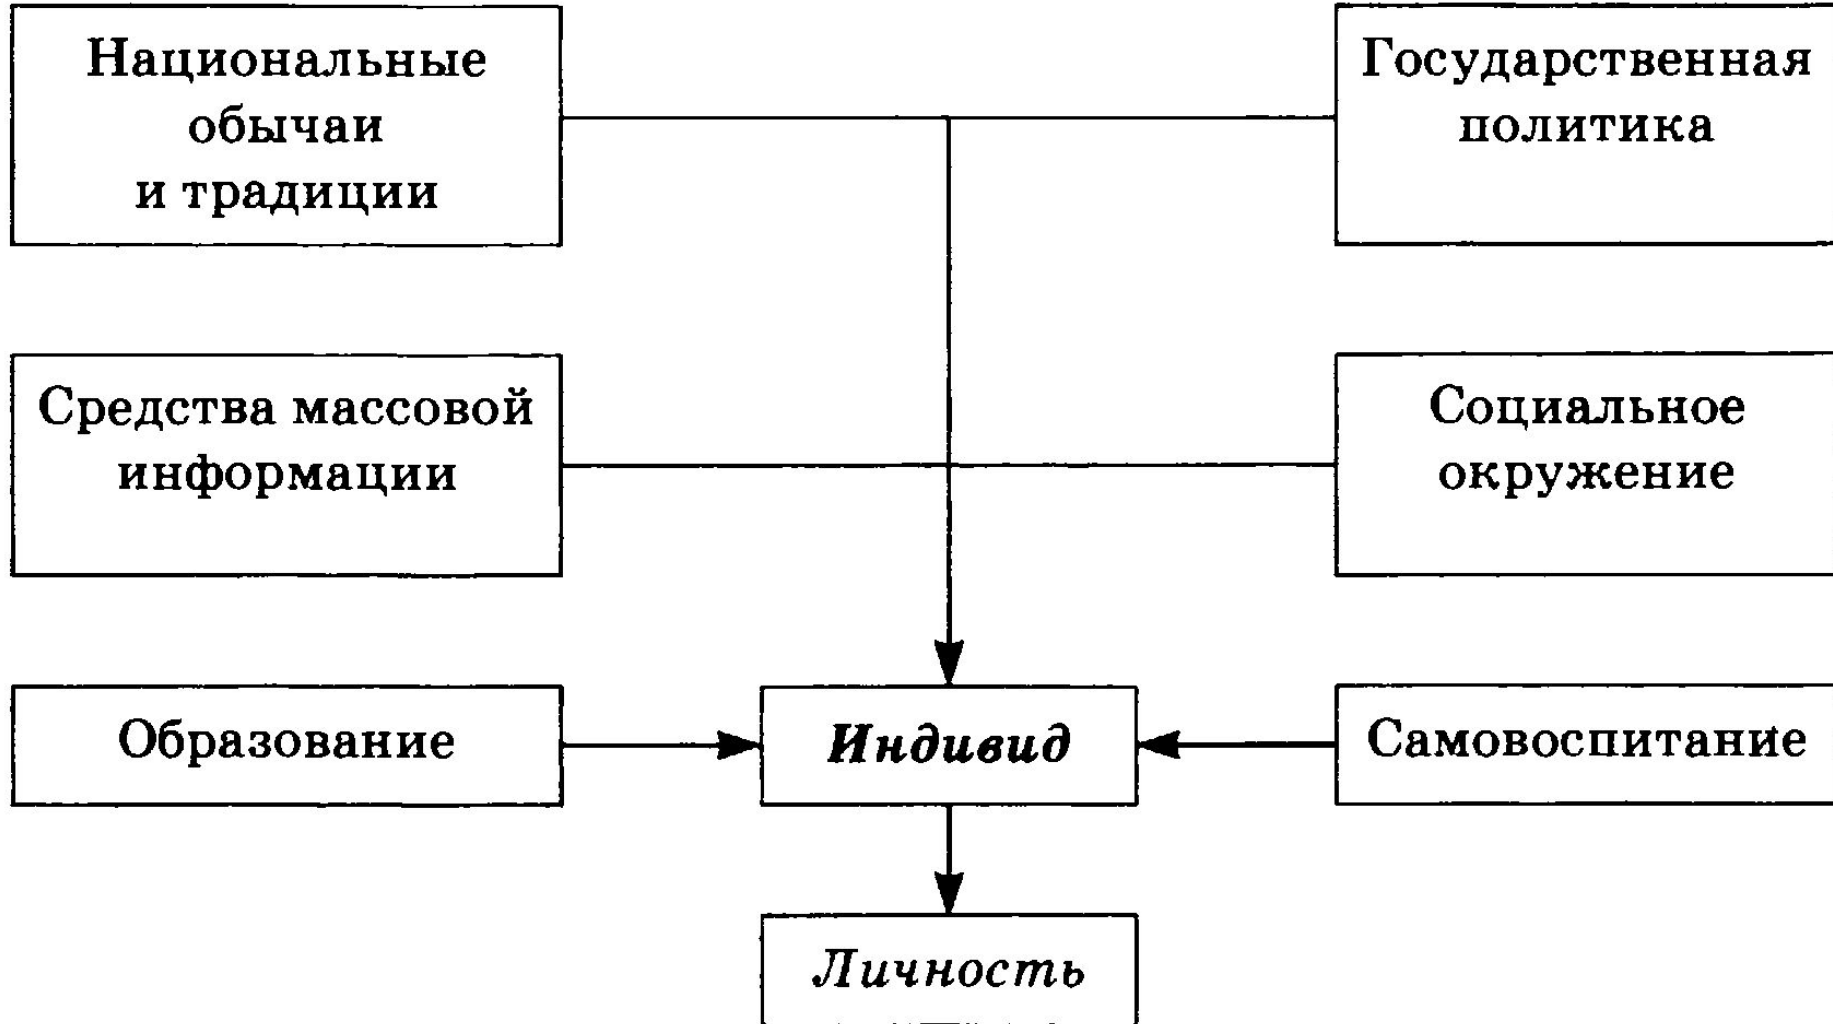 Национальные
обычаи
и традиции
Государственная
политика
Средства массовой
информации
Социальное
окружение
Образование
Индивид
Самовоспитание
Личность